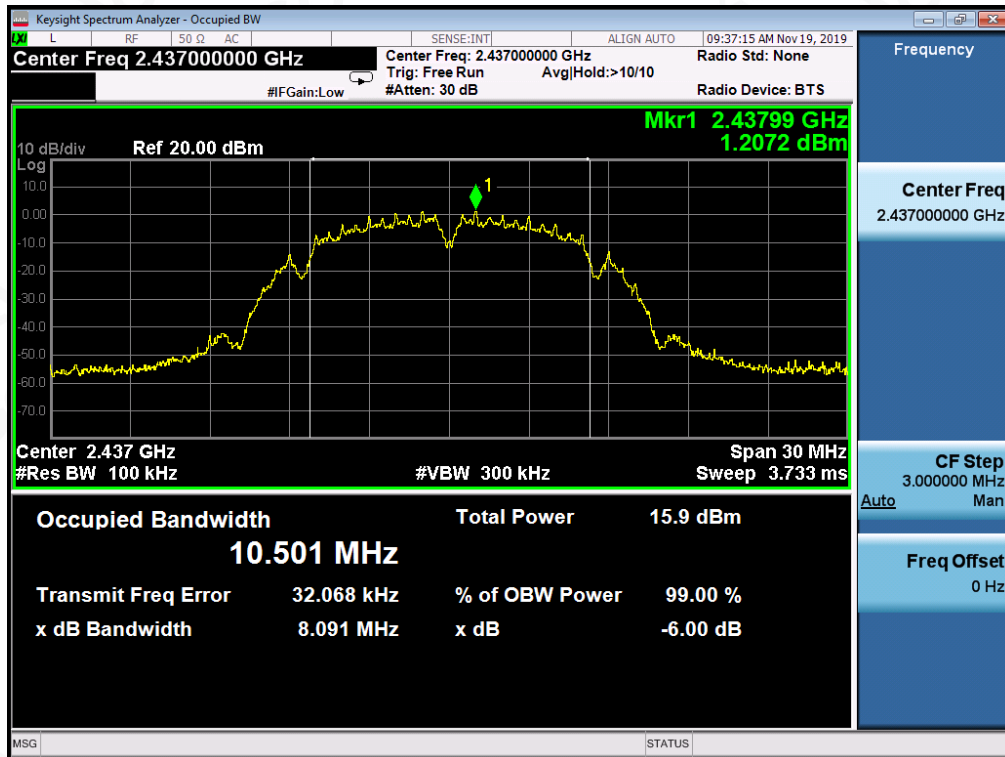 Keysight Spectrum Analyzer - Occupied BW
LXI L RF 50 Ω AC SENSE:INT ALIGN AUTO 09:37:15 AM Nov 19, 2019
Center Freq 2.437000000 GHz
Center Freq: 2.437000000 GHz Radio Std: None
Trig: Free Run Avg|Hold:>10/10
#IFGain:Low #Atten: 30 dB Radio Device: BTS
Mkr1 2.43799 GHz
1.2072 dBm
10 dB/div Ref 20.00 dBm
Log
10.0
1
0.00
-10.0
-20.0
-30.0
-40.0
-50.0
-60.0
-70.0
Center 2.437 GHz Span 30 MHz
#Res BW 100 kHz #VBW 300 kHz Sweep 3.733 ms
Occupied Bandwidth Total Power 15.9 dBm
10.501 MHz
Transmit Freq Error 32.068 kHz % of OBW Power 99.00 %
x dB Bandwidth 8.091 MHz x dB -6.00 dB
MSG STATUS
Frequency
Center Freq
2.437000000 GHz
CF Step
3.000000 MHz
Auto Man
Freq Offset
0 Hz